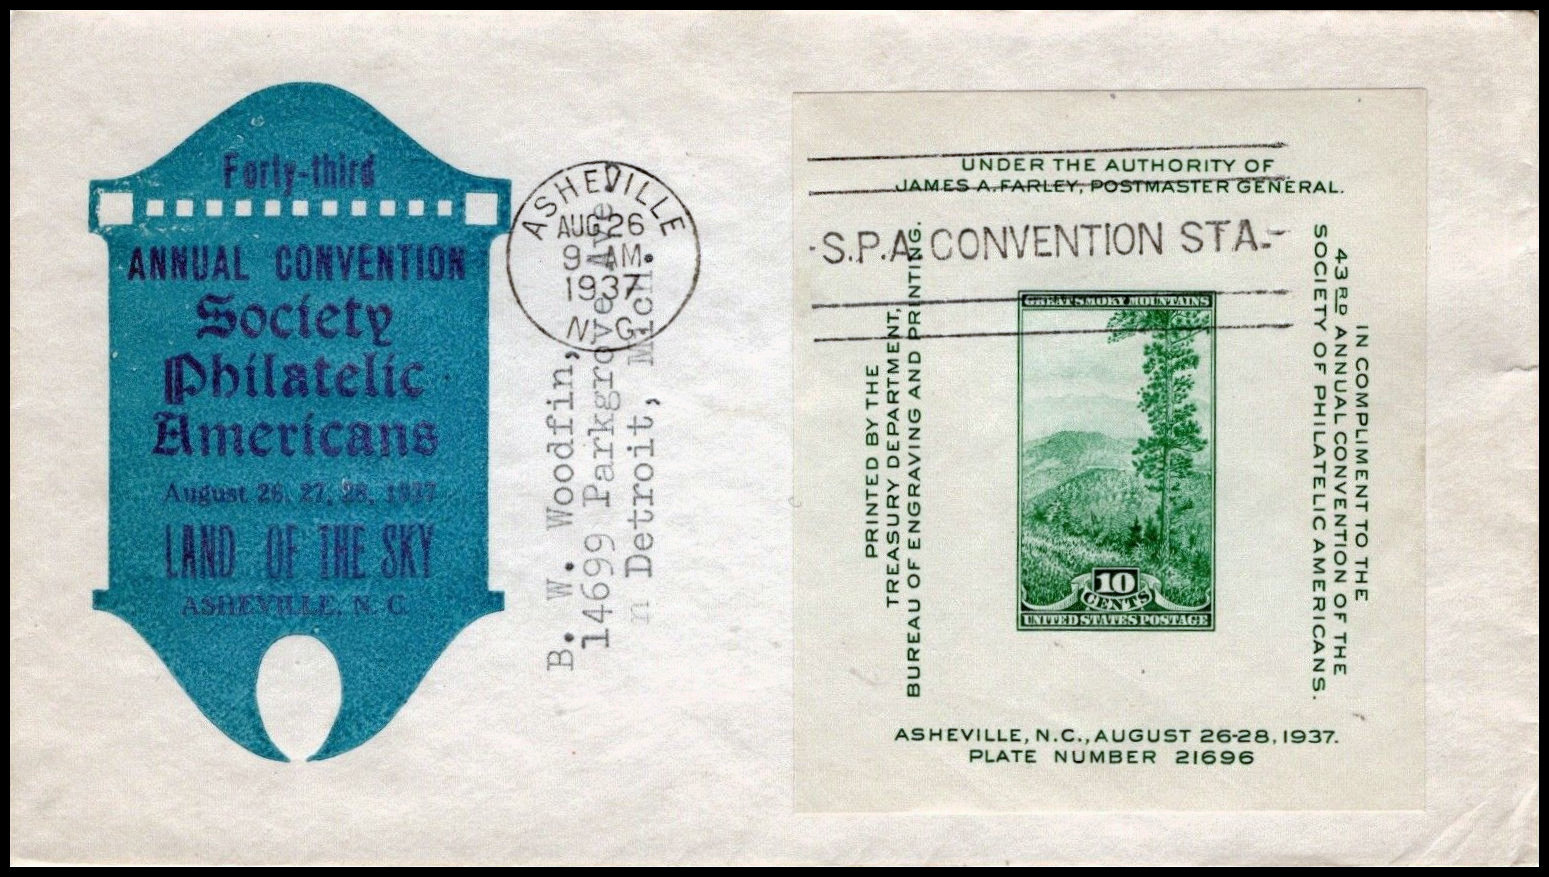 Forty-third
ANNUAL CONVENTION
Society
Philatelic
Americans
August 26, 27, 28, 1937
LAND OF THE SKY
ASHEVILLE, N. C.
ASHEVILLE
AUG 26
9 AM
1937
N. C.
B. W. Woodfin,
14699 Parkgrove Ave
n Detroit, Mich.
UNDER THE AUTHORITY OF
JAMES A. FARLEY, POSTMASTER GENERAL.
S.P.A. CONVENTION STA.
PRINTED BY THE
TREASURY DEPARTMENT,
BUREAU OF ENGRAVING AND PRINTING.
GREAT SMOKY MOUNTAINS
10
CENTS
UNITED STATES POSTAGE
IN COMPLIMENT TO THE
43RD ANNUAL CONVENTION OF THE
SOCIETY OF PHILATELIC AMERICANS.
ASHEVILLE, N.C., AUGUST 26-28, 1937.
PLATE NUMBER 21696